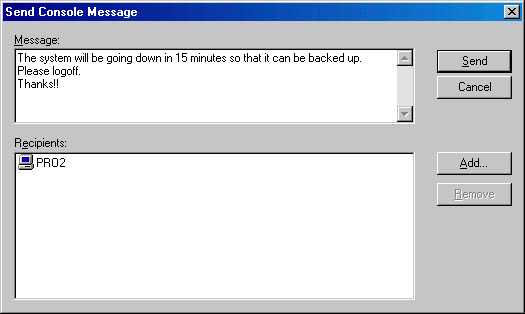 Send Console Message
Message:
The system will be going down in 15 minutes so that it can be backed up.
Please logoff.
Thanks!!
Send
Cancel
Recipients:
PRO2
Add...
Remove